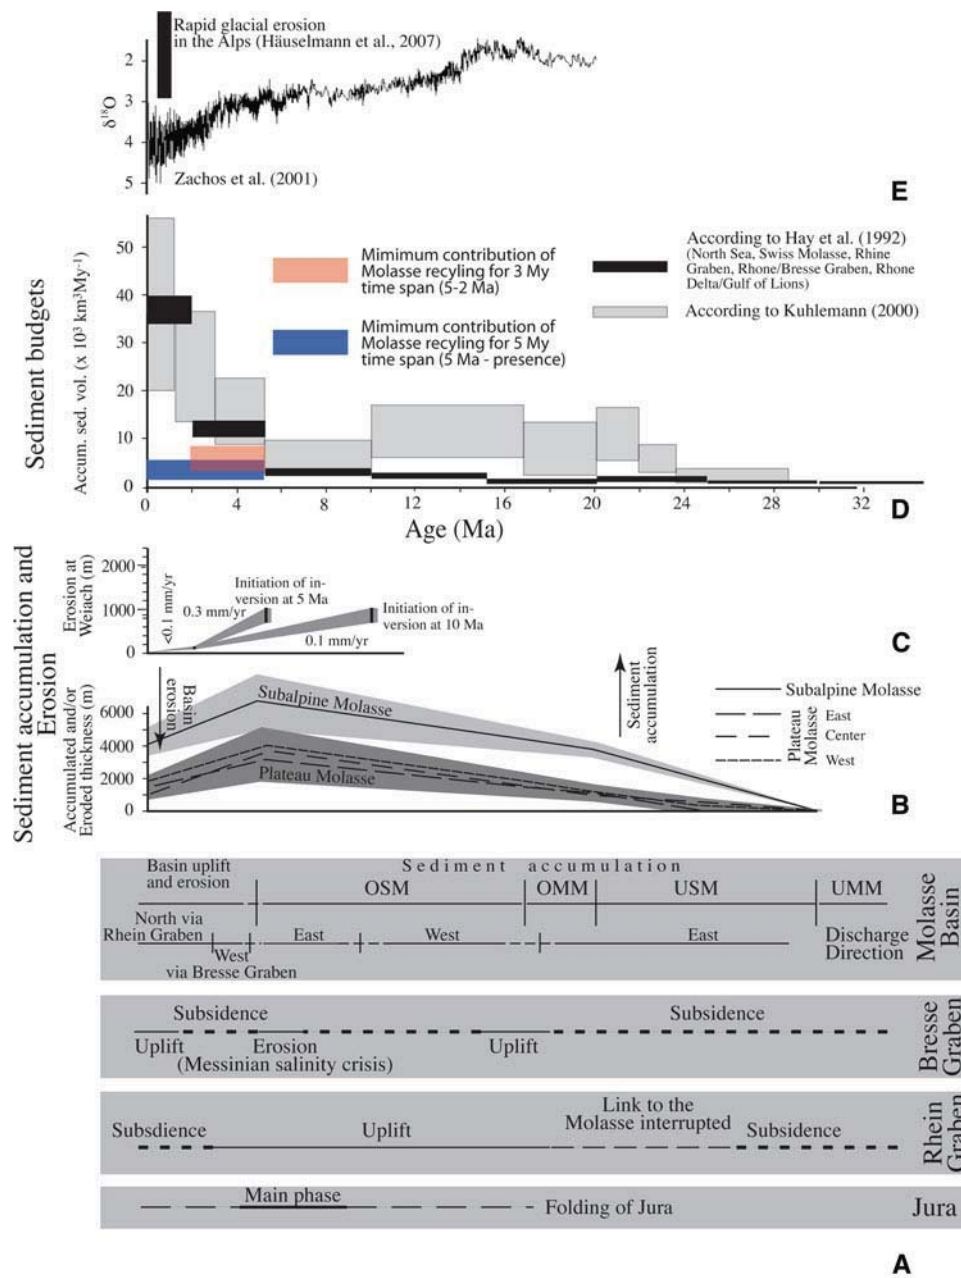 Rapid glacial erosion
in the Alps (Häuselmann et al., 2007)
2
3
4
5
δ18O
Zachos et al. (2001)
E
Sediment budgets
Accum. sed. vol. (x 10³ km³My⁻¹)
50
40
30
20
10
0
Mimimum contribution of
Molasse recyling for 3 My
time span (5-2 Ma)
Mimimum contribution of
Molasse recyling for 5 My
time span (5 Ma - presence)
According to Hay et al. (1992)
(North Sea, Swiss Molasse, Rhine
Graben, Rhone/Bresse Graben, Rhone
Delta/Gulf of Lions)
According to Kuhlemann (2000)
0 4 8 12 16 20 24 28 32
Age (Ma)
D
Sediment accumulation and
Erosion
Erosion at
Weiach (m)
2000
1000
0
<0.1 mm/yr
0.3 mm/yr
Initiation of in-
version at 5 Ma
Initiation of in-
version at 10 Ma
0.1 mm/yr
C
Accumulated and/or
Eroded thickness (m)
6000
4000
2000
0
Basin
erosion
Subalpine Molasse
Plateau Molasse
Sediment
accumulation
Subalpine Molasse
Plateau
Molasse
East
Center
West
B
Basin uplift
and erosion
Sediment accumulation
OSM OMM USM UMM
North via
Rhein Graben
West
via Bresse Graben
East West East
Discharge
Direction
Molasse
Basin
Subsidence Subsidence
Uplift Erosion Uplift
(Messinian salinity crisis)
Bresse
Graben
Link to the
Molasse interrupted
Subsdience Uplift Subsidence
Rhein
Graben
Main phase
Folding of Jura
Jura
A